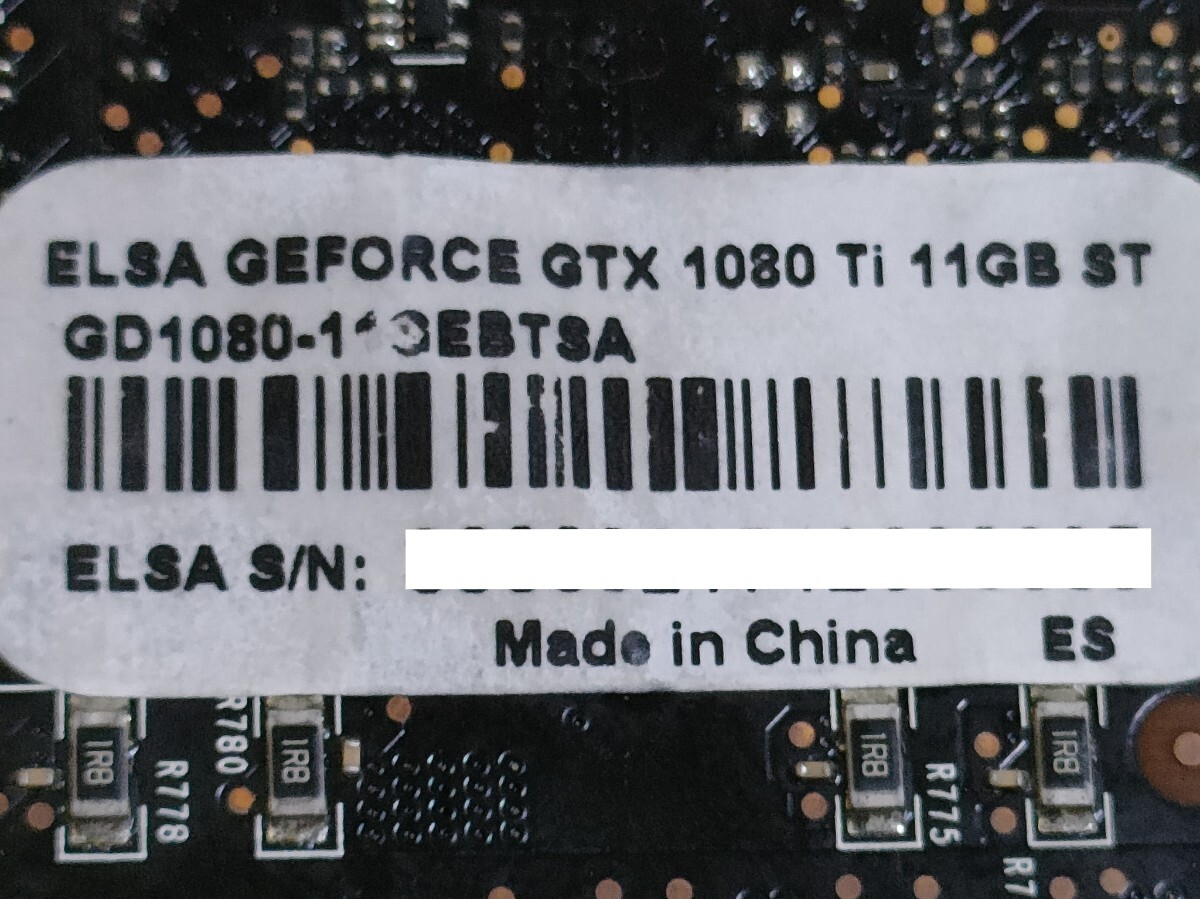 ELSA GEFORCE GTX 1080 Ti 11GB ST
ELSA S/N:
Made in China ES
1R8
R778
R780
1R8
1R8
R775
1R8
R7